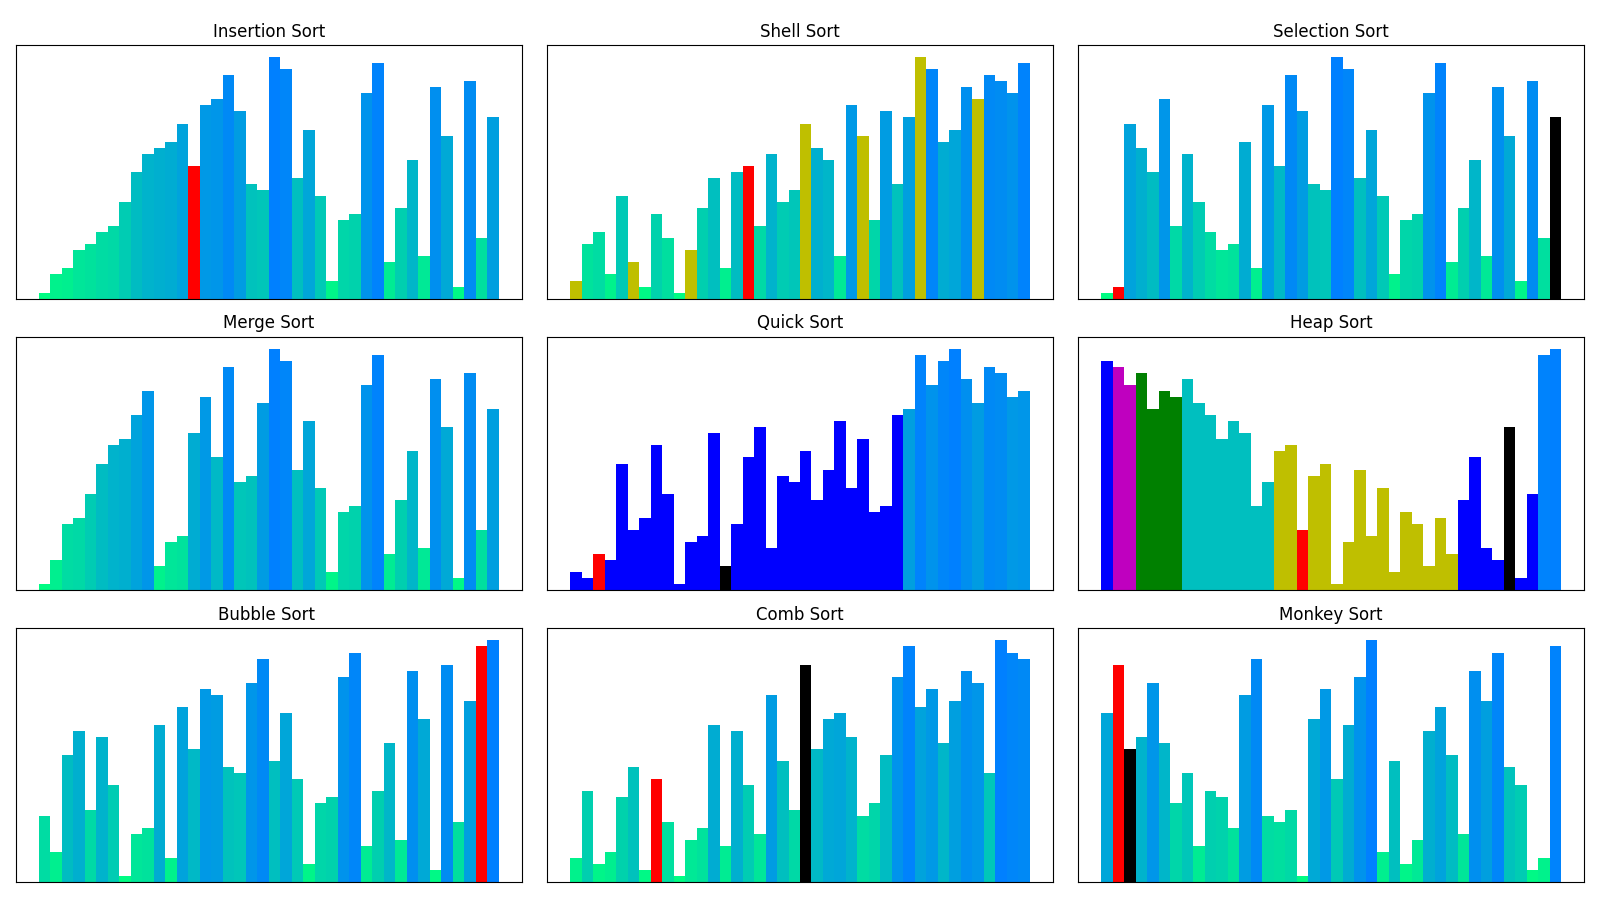 Insertion Sort
Shell Sort
Selection Sort
Merge Sort
Quick Sort
Heap Sort
Bubble Sort
Comb Sort
Monkey Sort